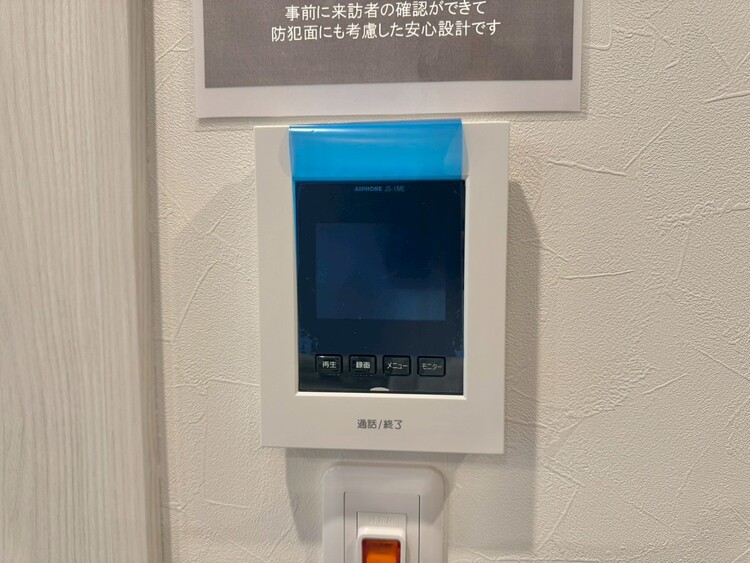 事前に来訪者の確認ができて
防犯面にも考慮した安心設計です
AIPHONE JS-1ME
再生 録画 メニュー モニター
通話/終了